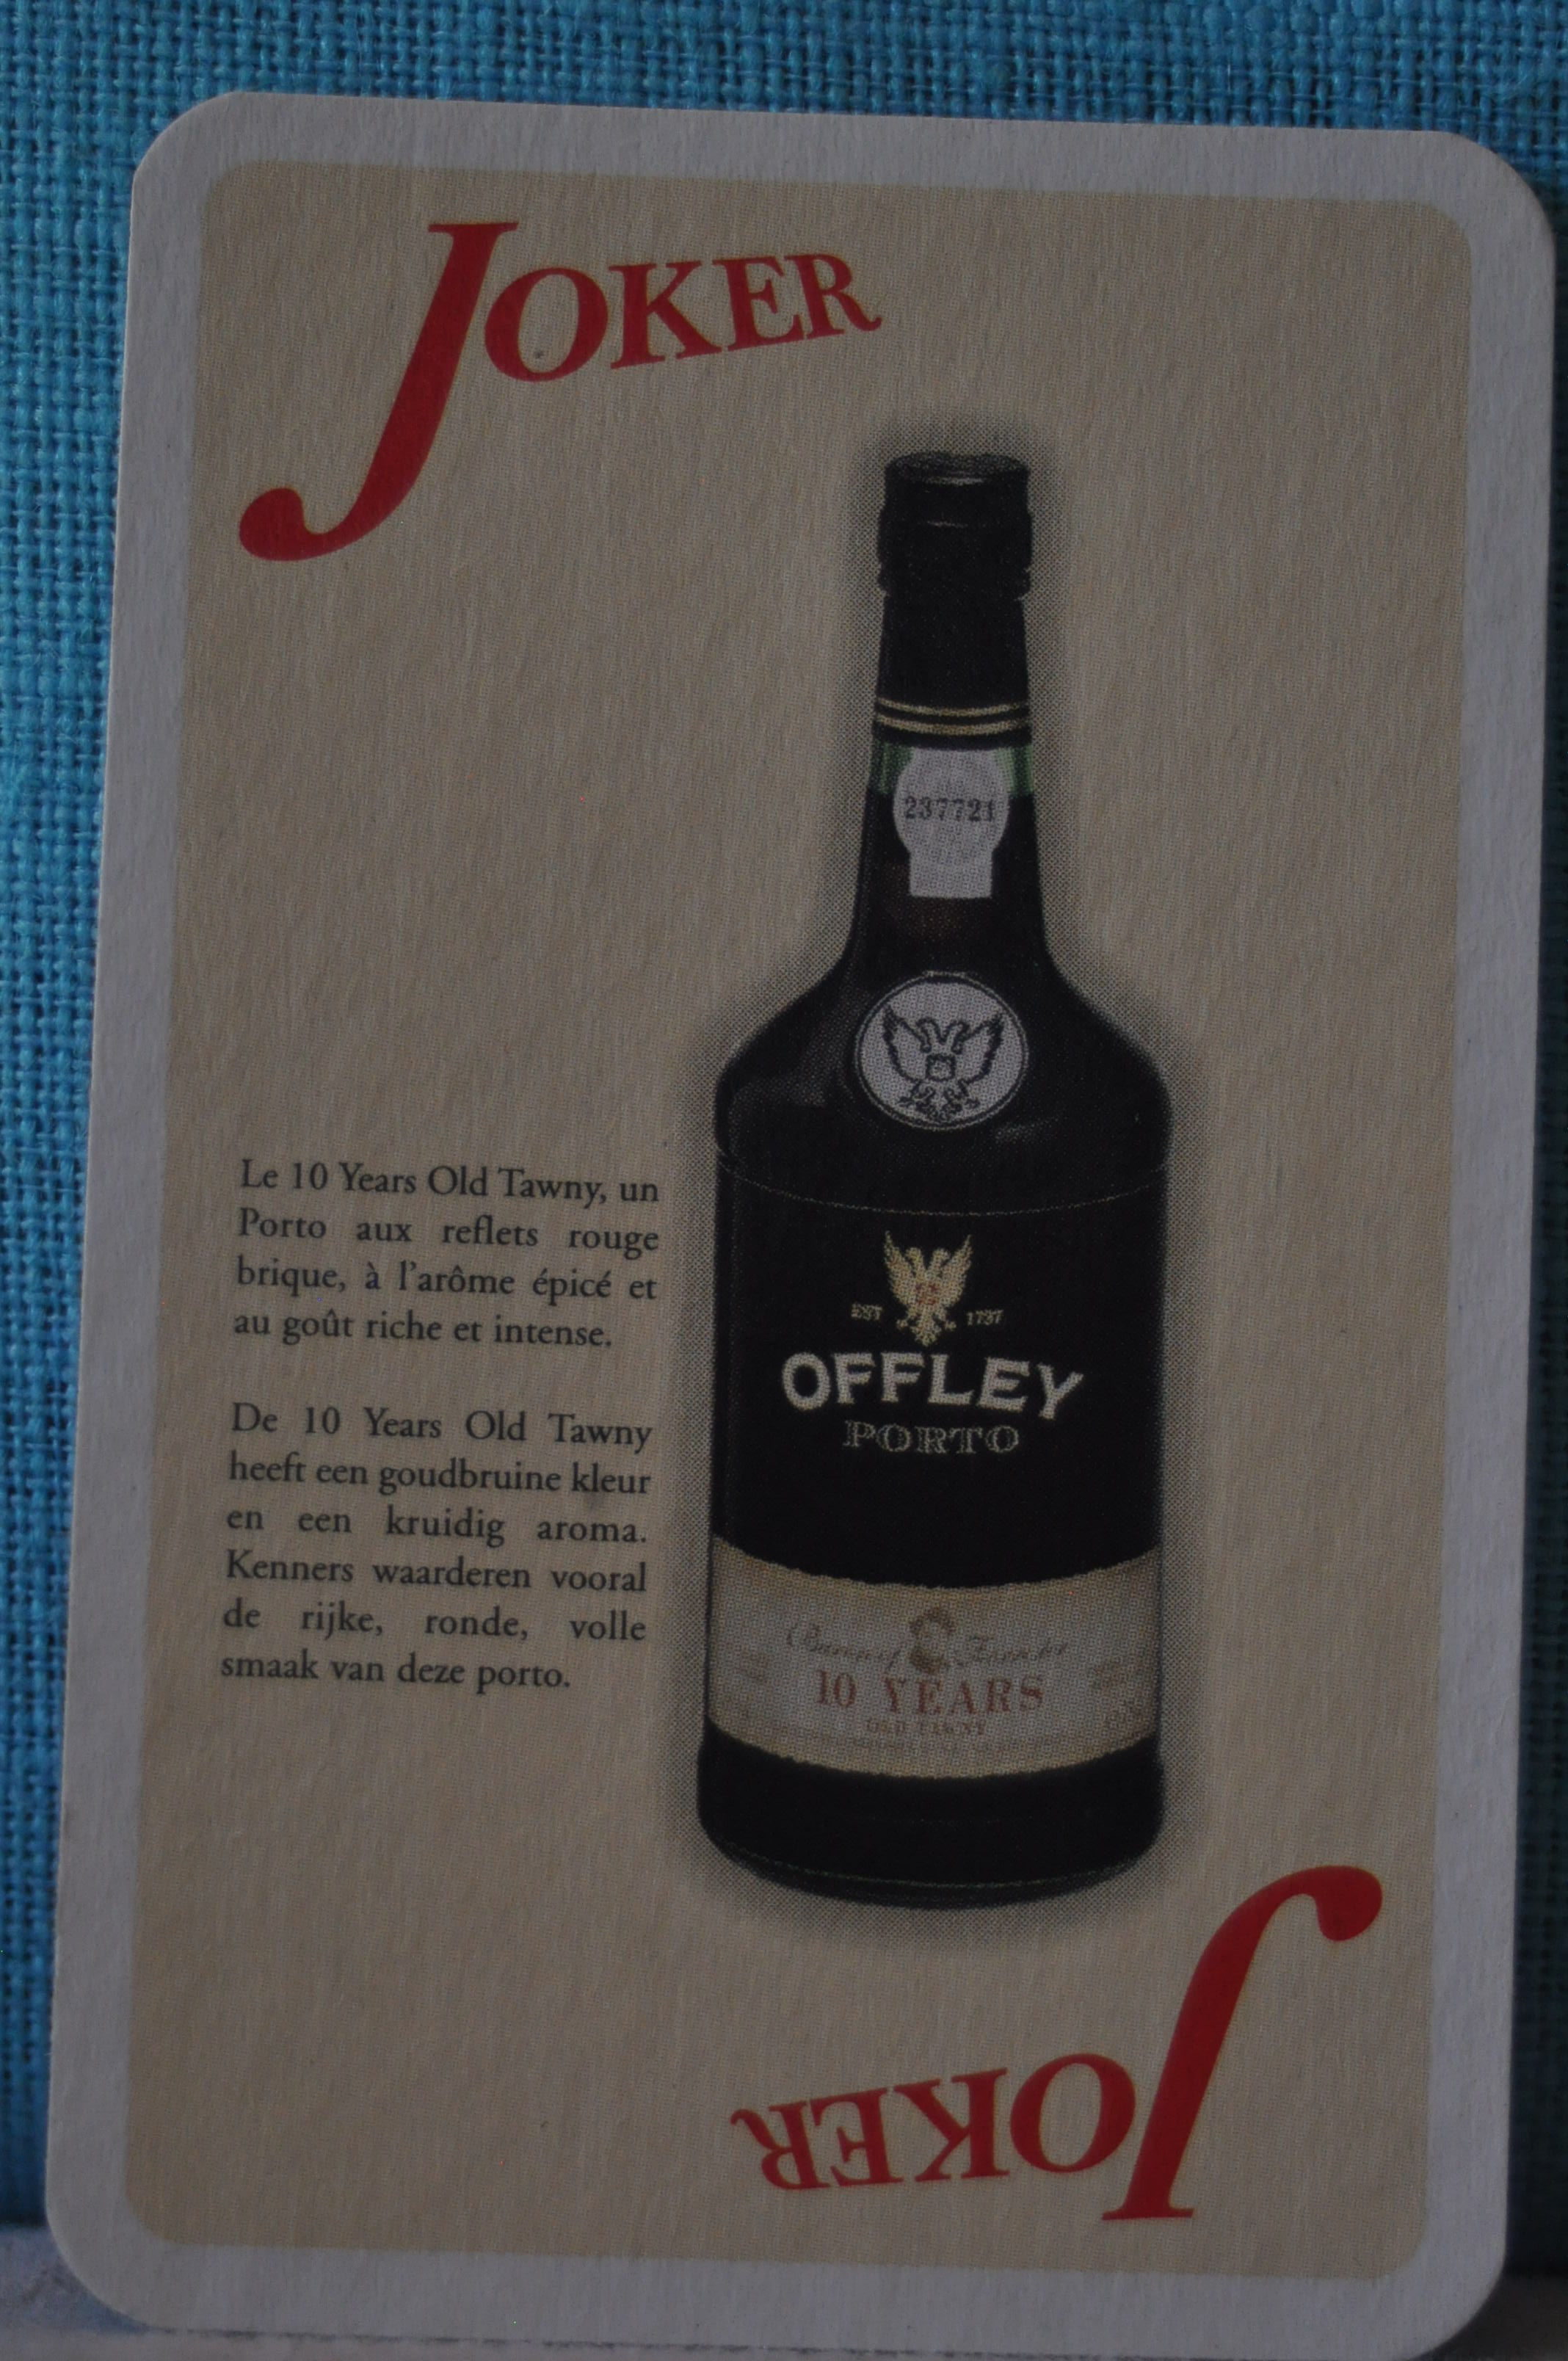 JOKER
237721
Le 10 Years Old Tawny, un
Porto aux reflets rouge
brique, à l'arôme épicé et
au goût riche et intense.
De 10 Years Old Tawny
heeft een goudbruine kleur
en een kruidig aroma.
Kenners waarderen vooral
de rijke, ronde, volle
smaak van deze porto.
EST 1737
OFFLEY
PORTO
10 YEARS
OLD TAWNY
JOKER